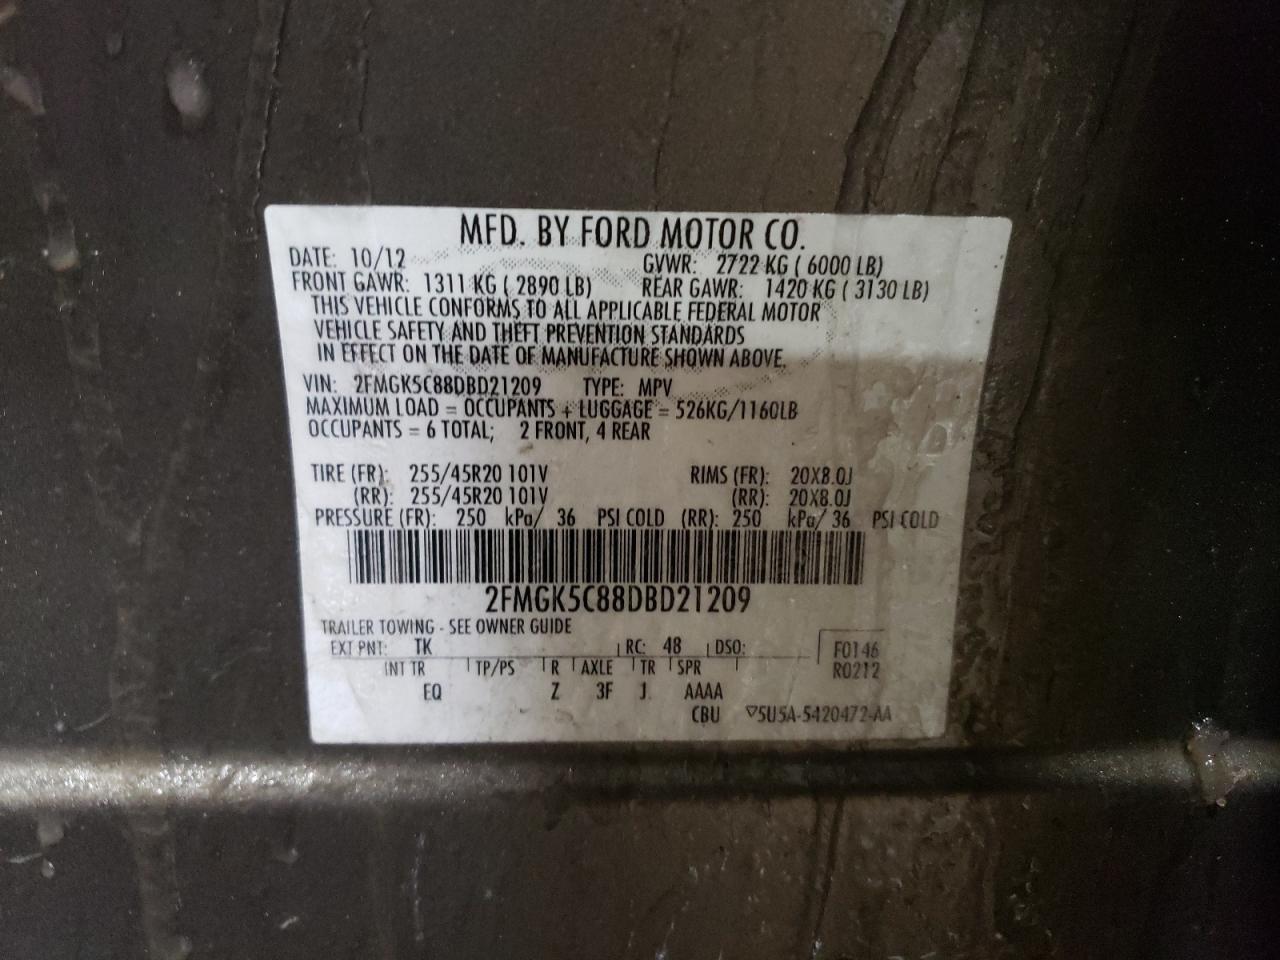 MFD. BY FORD MOTOR CO.
DATE: 10/12 GVWR: 2722 KG ( 6000 LB)
FRONT GAWR: 1311 KG ( 2890 LB) REAR GAWR: 1420 KG ( 3130 LB)
THIS VEHICLE CONFORMS TO ALL APPLICABLE FEDERAL MOTOR
VEHICLE SAFETY AND THEFT PREVENTION STANDARDS
IN EFFECT ON THE DATE OF MANUFACTURE SHOWN ABOVE.
VIN: 2FMGK5C88DBD21209 TYPE: MPV
MAXIMUM LOAD = OCCUPANTS + LUGGAGE = 526KG/1160LB
OCCUPANTS = 6 TOTAL; 2 FRONT, 4 REAR
TIRE (FR): 255/45R20 101V RIMS (FR): 20X8.0J
(RR): 255/45R20 101V (RR): 20X8.0J
PRESSURE (FR): 250 kPa/ 36 PSI COLD (RR): 250 kPa/ 36 PSI COLD
2FMGK5C88DBD21209
TRAILER TOWING - SEE OWNER GUIDE
EXT PNT: TK RC: 48 DSO: F0146
INT TR TP/PS R AXLE TR SPR R0212
EQ Z 3F J AAAA
CBU ▽5U5A-5420472-AA